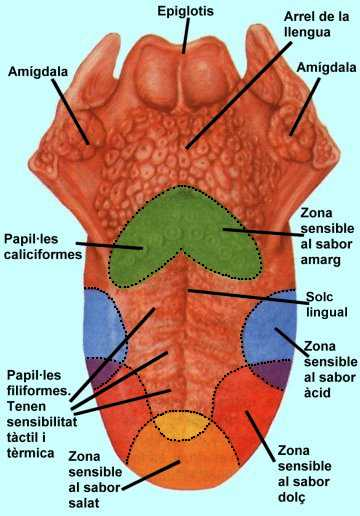 Epiglotis
Arrel de la
llengua
Amígdala
Amígdala
Papil·les
caliciformes
Zona
sensible
al sabor
amarg
Solc
lingual
Zona
sensible
al sabor
àcid
Papil·les
filiformes.
Tenen
sensibilitat
tàctil i
tèrmica
Zona
sensible
al sabor
salat
Zona
sensible
al sabor
dolç